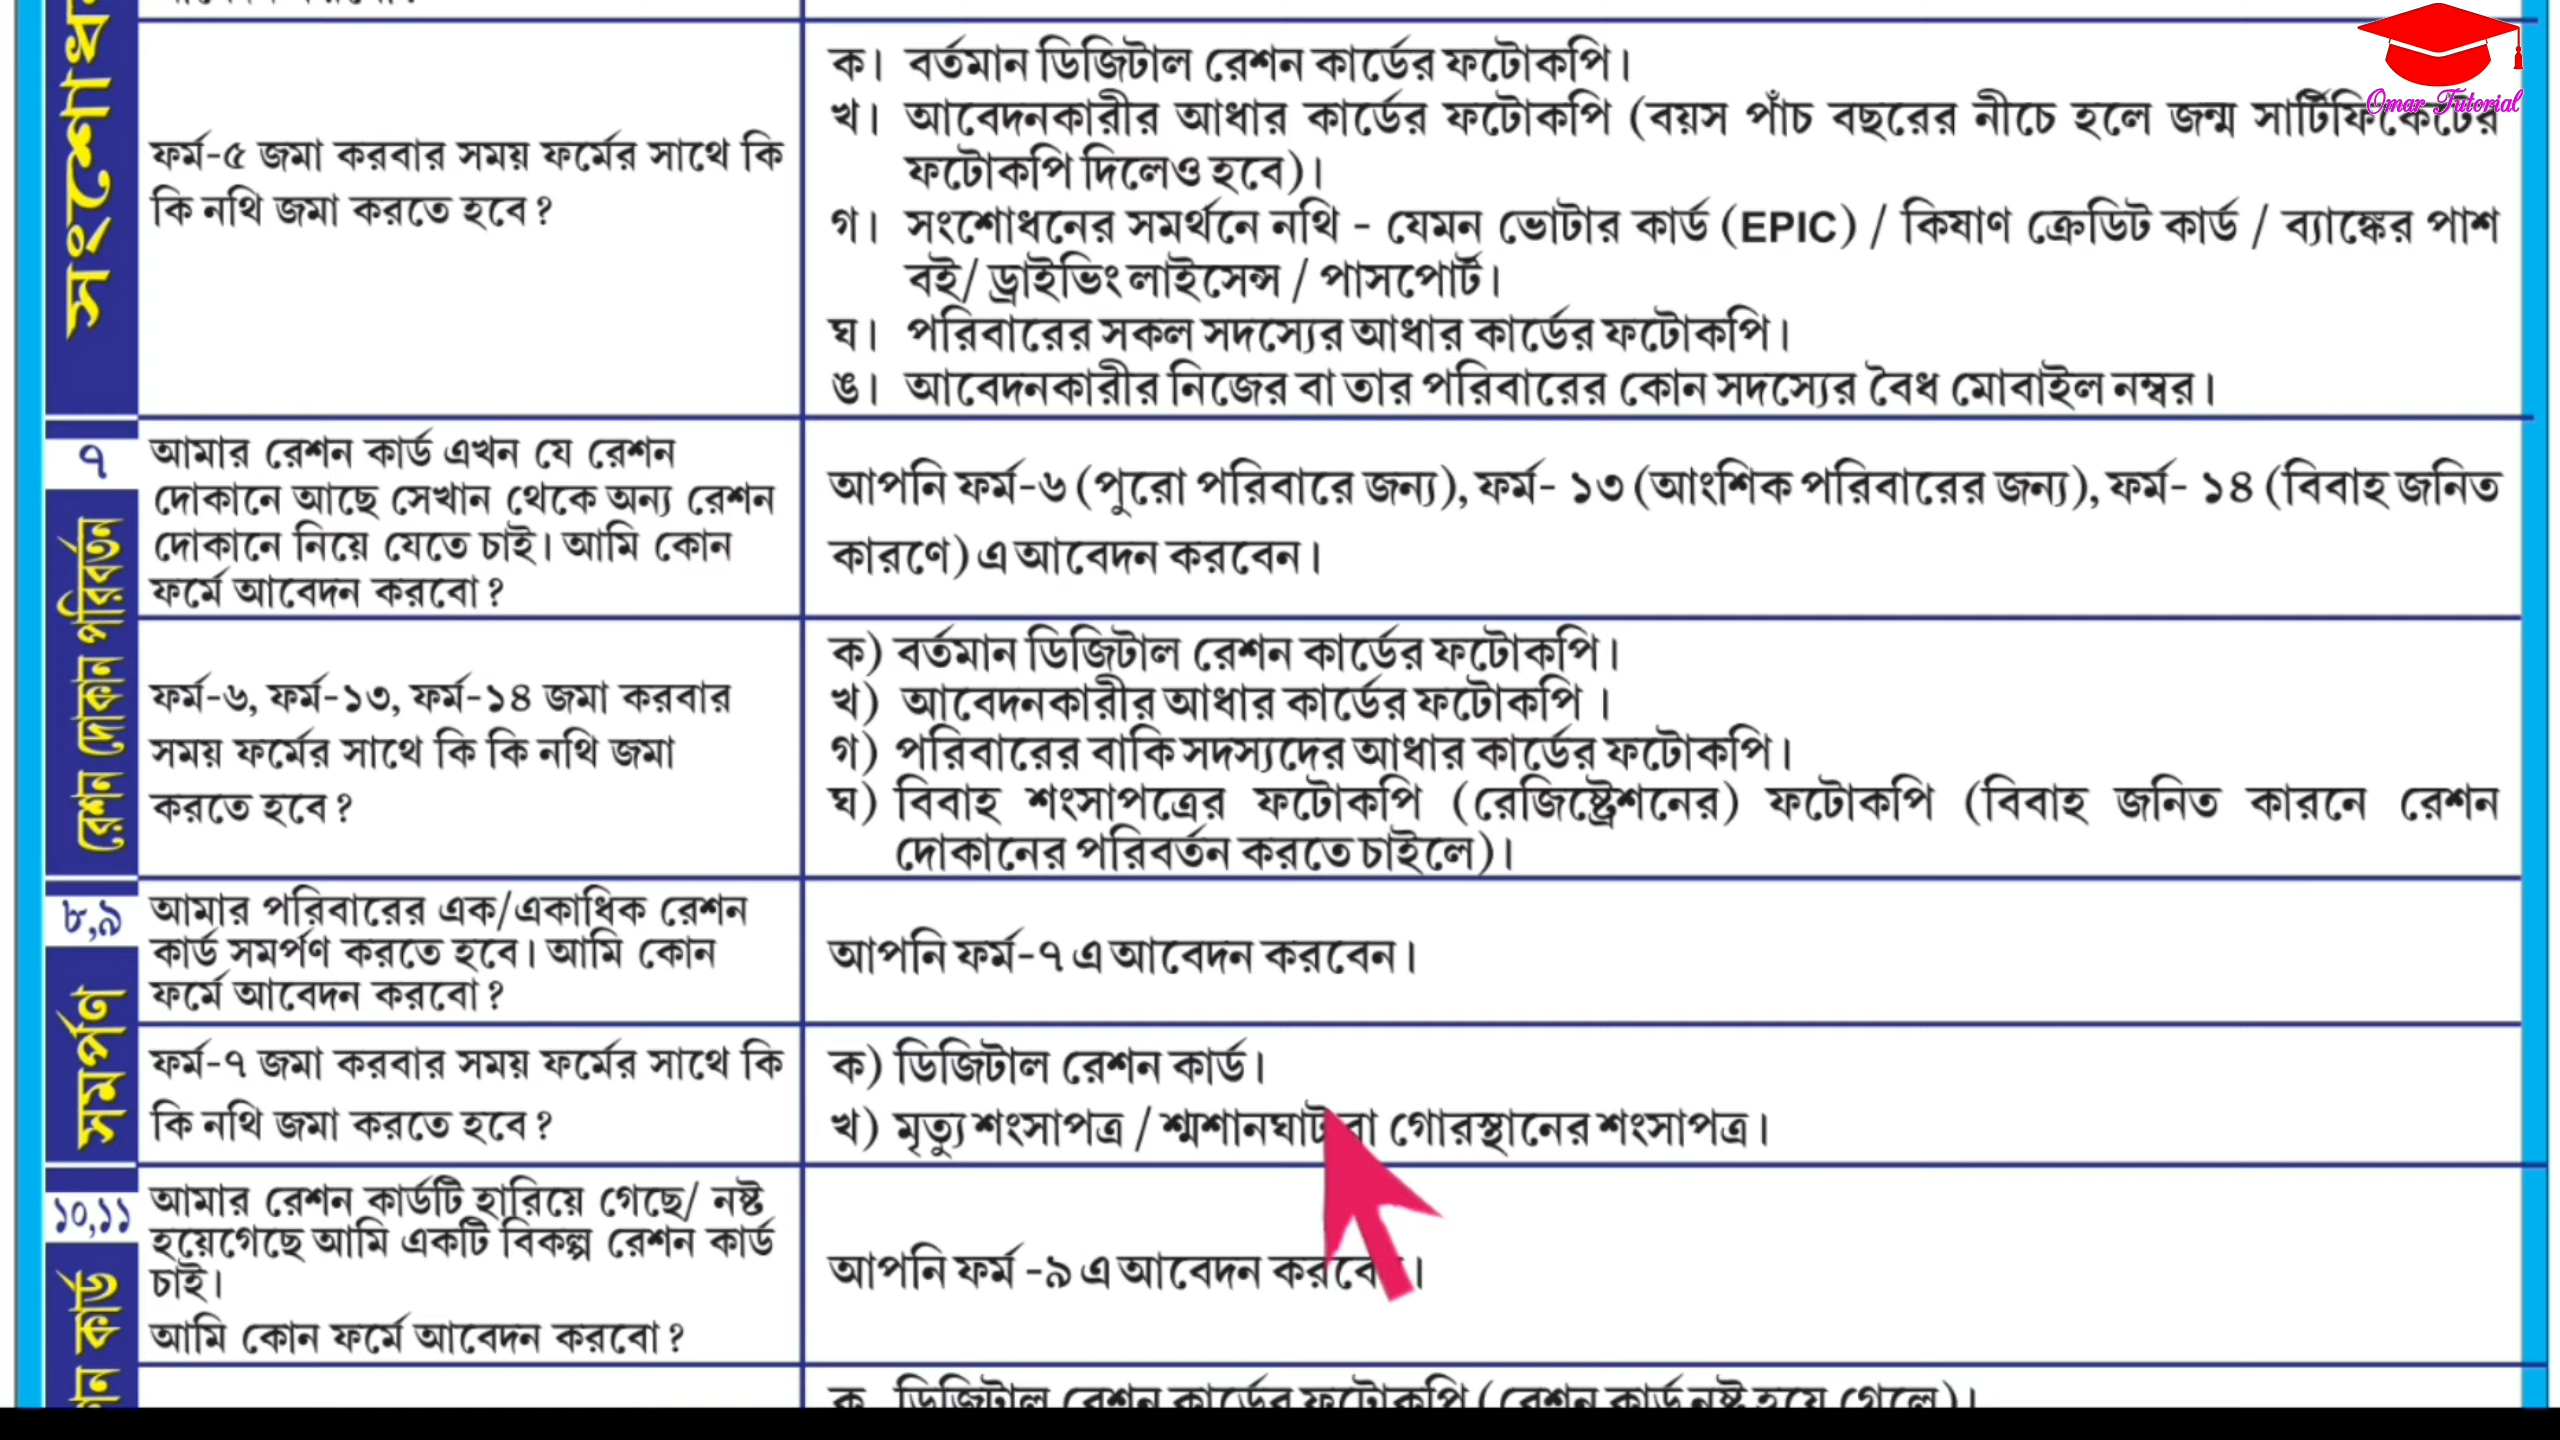 সংশোধ
ফর্ম-৫ জমা করবার সময় ফর্মের সাথে কি
কি নথি জমা করতে হবে?
ক। বর্তমান ডিজিটাল রেশন কার্ডের ফটোকপি।
খ। আবেদনকারীর আধার কার্ডের ফটোকপি (বয়স পাঁচ বছরের নীচে হলে জন্ম সার্টিফিকেটের
ফটোকপি দিলেও হবে)।
গ। সংশোধনের সমর্থনে নথি - যেমন ভোটার কার্ড (EPIC) / কিষাণ ক্রেডিট কার্ড / ব্যাঙ্কের পাশ
বই/ ড্রাইভিং লাইসেন্স / পাসপোর্ট।
ঘ। পরিবারের সকল সদস্যের আধার কার্ডের ফটোকপি।
ঙ। আবেদনকারীর নিজের বা তার পরিবারের কোন সদস্যের বৈধ মোবাইল নম্বর।
Omar Tutorial
৭
রেশন দোকান পরিবর্তন
আমার রেশন কার্ড এখন যে রেশন
দোকানে আছে সেখান থেকে অন্য রেশন
দোকানে নিয়ে যেতে চাই। আমি কোন
ফর্মে আবেদন করবো?
আপনি ফর্ম-৬ (পুরো পরিবারে জন্য), ফর্ম- ১৩ (আংশিক পরিবারের জন্য), ফর্ম- ১৪ (বিবাহ জনিত
কারণে) এ আবেদন করবেন।
ফর্ম-৬, ফর্ম-১৩, ফর্ম-১৪ জমা করবার
সময় ফর্মের সাথে কি কি নথি জমা
করতে হবে?
ক) বর্তমান ডিজিটাল রেশন কার্ডের ফটোকপি।
খ) আবেদনকারীর আধার কার্ডের ফটোকপি ।
গ) পরিবারের বাকি সদস্যদের আধার কার্ডের ফটোকপি।
ঘ) বিবাহ শংসাপত্রের ফটোকপি (রেজিষ্ট্রেশনের) ফটোকপি (বিবাহ জনিত কারনে রেশন
দোকানের পরিবর্তন করতে চাইলে)।
৮,৯
সমর্পণ
আমার পরিবারের এক/একাধিক রেশন
কার্ড সমর্পণ করতে হবে। আমি কোন
ফর্মে আবেদন করবো?
আপনি ফর্ম-৭ এ আবেদন করবেন।
ফর্ম-৭ জমা করবার সময় ফর্মের সাথে কি
কি নথি জমা করতে হবে?
ক) ডিজিটাল রেশন কার্ড।
খ) মৃত্যু শংসাপত্র / শ্মশানঘাট বা গোরস্থানের শংসাপত্র।
১০,১১
কার্ড
আমার রেশন কার্ডটি হারিয়ে গেছে/ নষ্ট
হয়েগেছে আমি একটি বিকল্প রেশন কার্ড
চাই।
আমি কোন ফর্মে আবেদন করবো?
আপনি ফর্ম -৯ এ আবেদন করবে।
ক ডিজিটাল রেশন কার্ডের ফটোকপি (রেশন কার্ড নষ্ট হয়ে গেলে)।